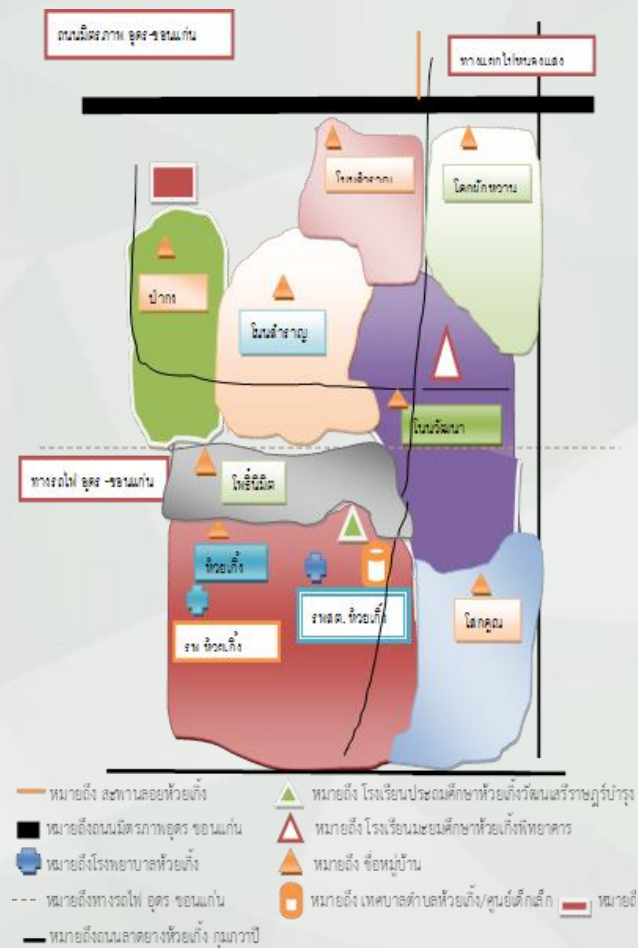 ถนนมิตรภาพ อุดร-ขอนแก่น
ทางแยกไปหนองแสง
โนนสำราญ
โคกผักหวาน
ป่ากง
โนนสำราญ
โนนวัฒนา
ทางรถไฟ อุดร -ขอนแก่น
โพธิ์นิมิต
ห้วยเกิ้ง
รพสต. ห้วยเกิ้ง
รพ ห้วยเกิ้ง
โสกคูณ
หมายถึง สะพานลอยห้วยเกิ้ง
หมายถึง โรงเรียนประถมศึกษาห้วยเกิ้งวัฒนเสรีราษฎร์บำรุง
หมายถึงถนนมิตรภาพอุดร ขอนแก่น
หมายถึง โรงเรียนมะยมศึกษาห้วยเกิ้งพิทยาคาร
หมายถึงโรงพยาบาลห้วยเกิ้ง
หมายถึง ชื่อหมู่บ้าน
หมายถึงทางรถไฟ อุดร ขอนแก่น
หมายถึง เทศบาลตำบลห้วยเกิ้ง/ศูนย์เด็กเล็ก
หมายถึงถนนลาดยางห้วยเกิ้ง กุมภวาปี